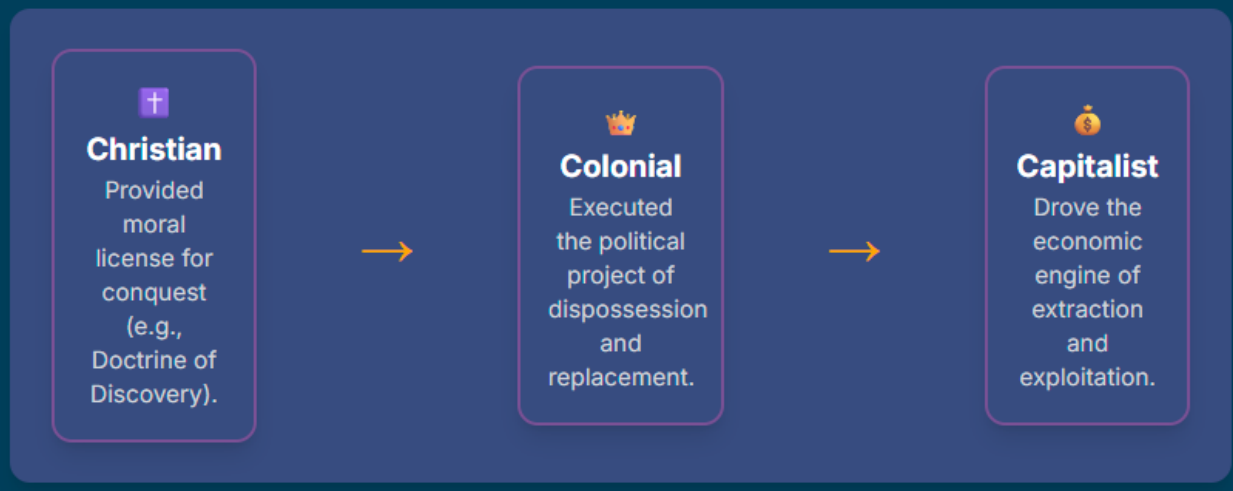 Christian
Provided
moral
license for
conquest
(e.g.,
Doctrine of
Discovery).
→
Colonial
Executed
the political
project of
dispossession
and
replacement.
→
Capitalist
Drove the
economic
engine of
extraction
and
exploitation.